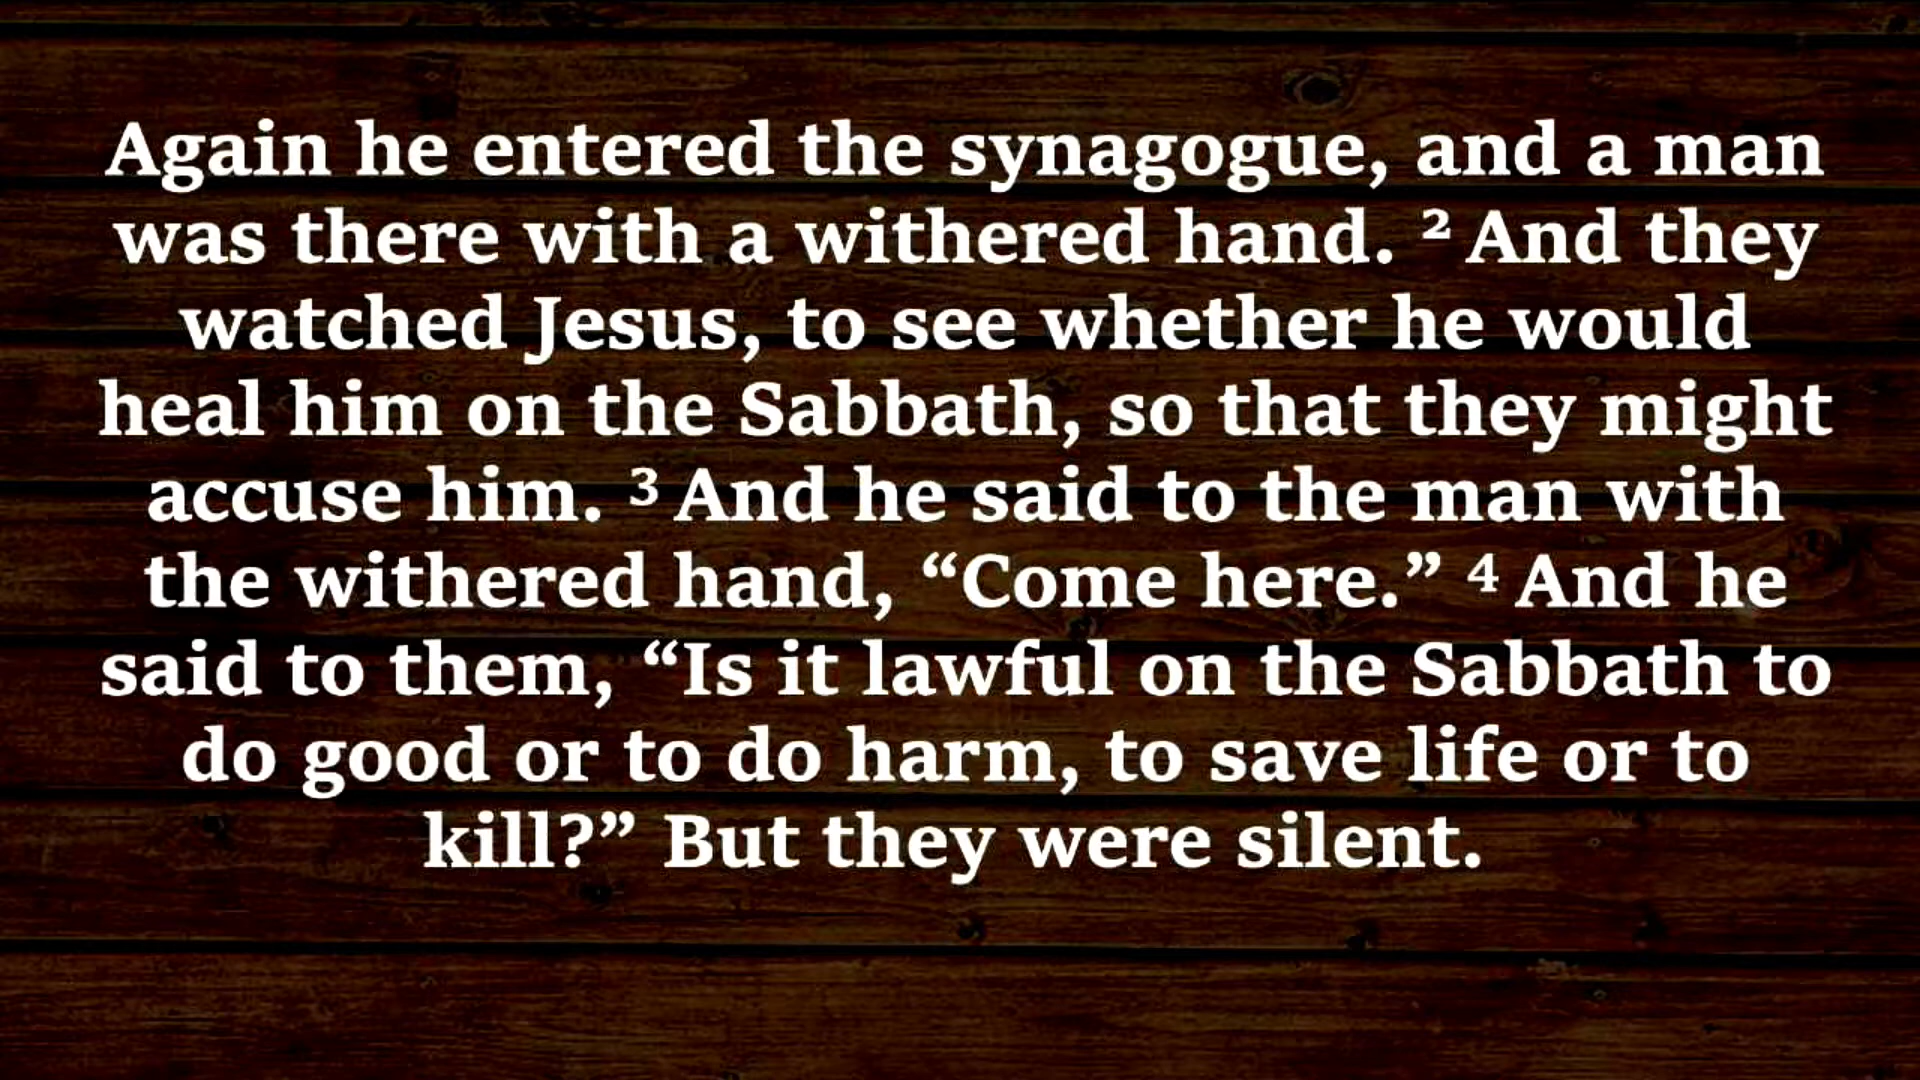 Again he entered the synagogue, and a man
was there with a withered hand. ² And they
watched Jesus, to see whether he would
heal him on the Sabbath, so that they might
accuse him. ³ And he said to the man with
the withered hand, “Come here.” ⁴ And he
said to them, “Is it lawful on the Sabbath to
do good or to do harm, to save life or to
kill?” But they were silent.